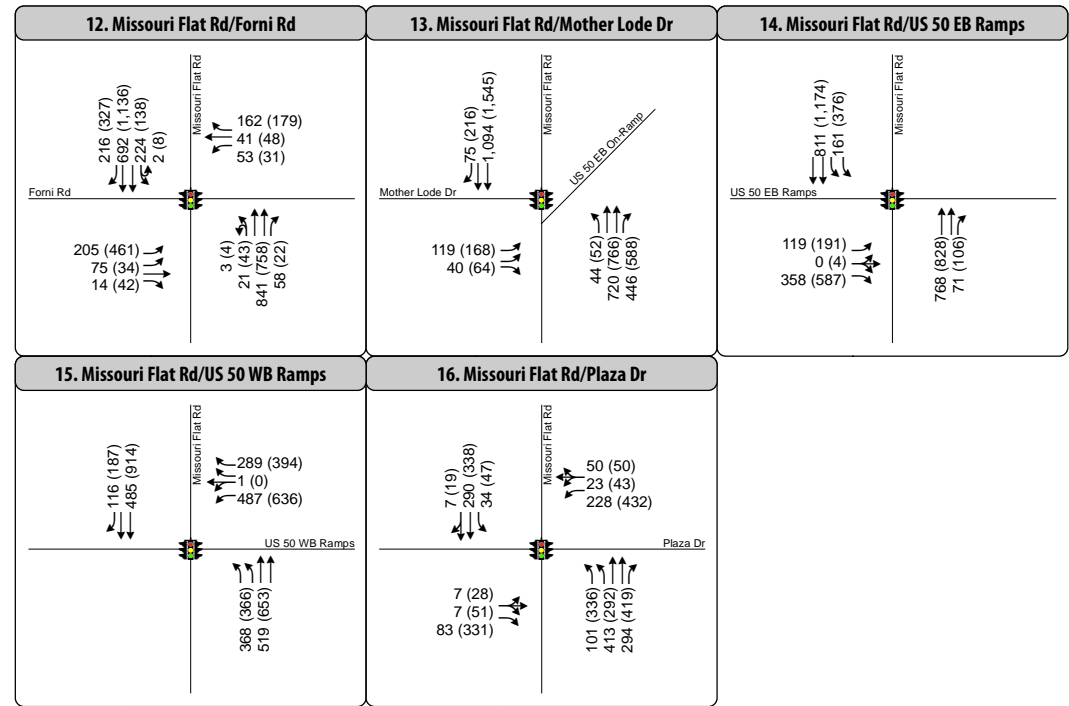 12. Missouri Flat Rd/Forni Rd
Missouri Flat Rd
216 (327)
692 (1,136)
224 (138)
2 (8)
162 (179)
41 (48)
53 (31)
Forni Rd
205 (461)
75 (34)
14 (42)
3 (4)
21 (43)
841 (758)
58 (22)
13. Missouri Flat Rd/Mother Lode Dr
Missouri Flat Rd
75 (216)
1,094 (1,545)
US 50 EB On-Ramp
Mother Lode Dr
119 (168)
40 (64)
44 (52)
720 (766)
446 (588)
14. Missouri Flat Rd/US 50 EB Ramps
Missouri Flat Rd
811 (1,174)
161 (376)
US 50 EB Ramps
119 (191)
0 (4)
358 (587)
768 (828)
71 (106)
15. Missouri Flat Rd/US 50 WB Ramps
Missouri Flat Rd
116 (187)
485 (914)
289 (394)
1 (0)
487 (636)
US 50 WB Ramps
368 (366)
519 (653)
16. Missouri Flat Rd/Plaza Dr
Missouri Flat Rd
7 (19)
290 (338)
34 (47)
50 (50)
23 (43)
228 (432)
Plaza Dr
7 (28)
7 (51)
83 (331)
101 (336)
413 (292)
294 (419)